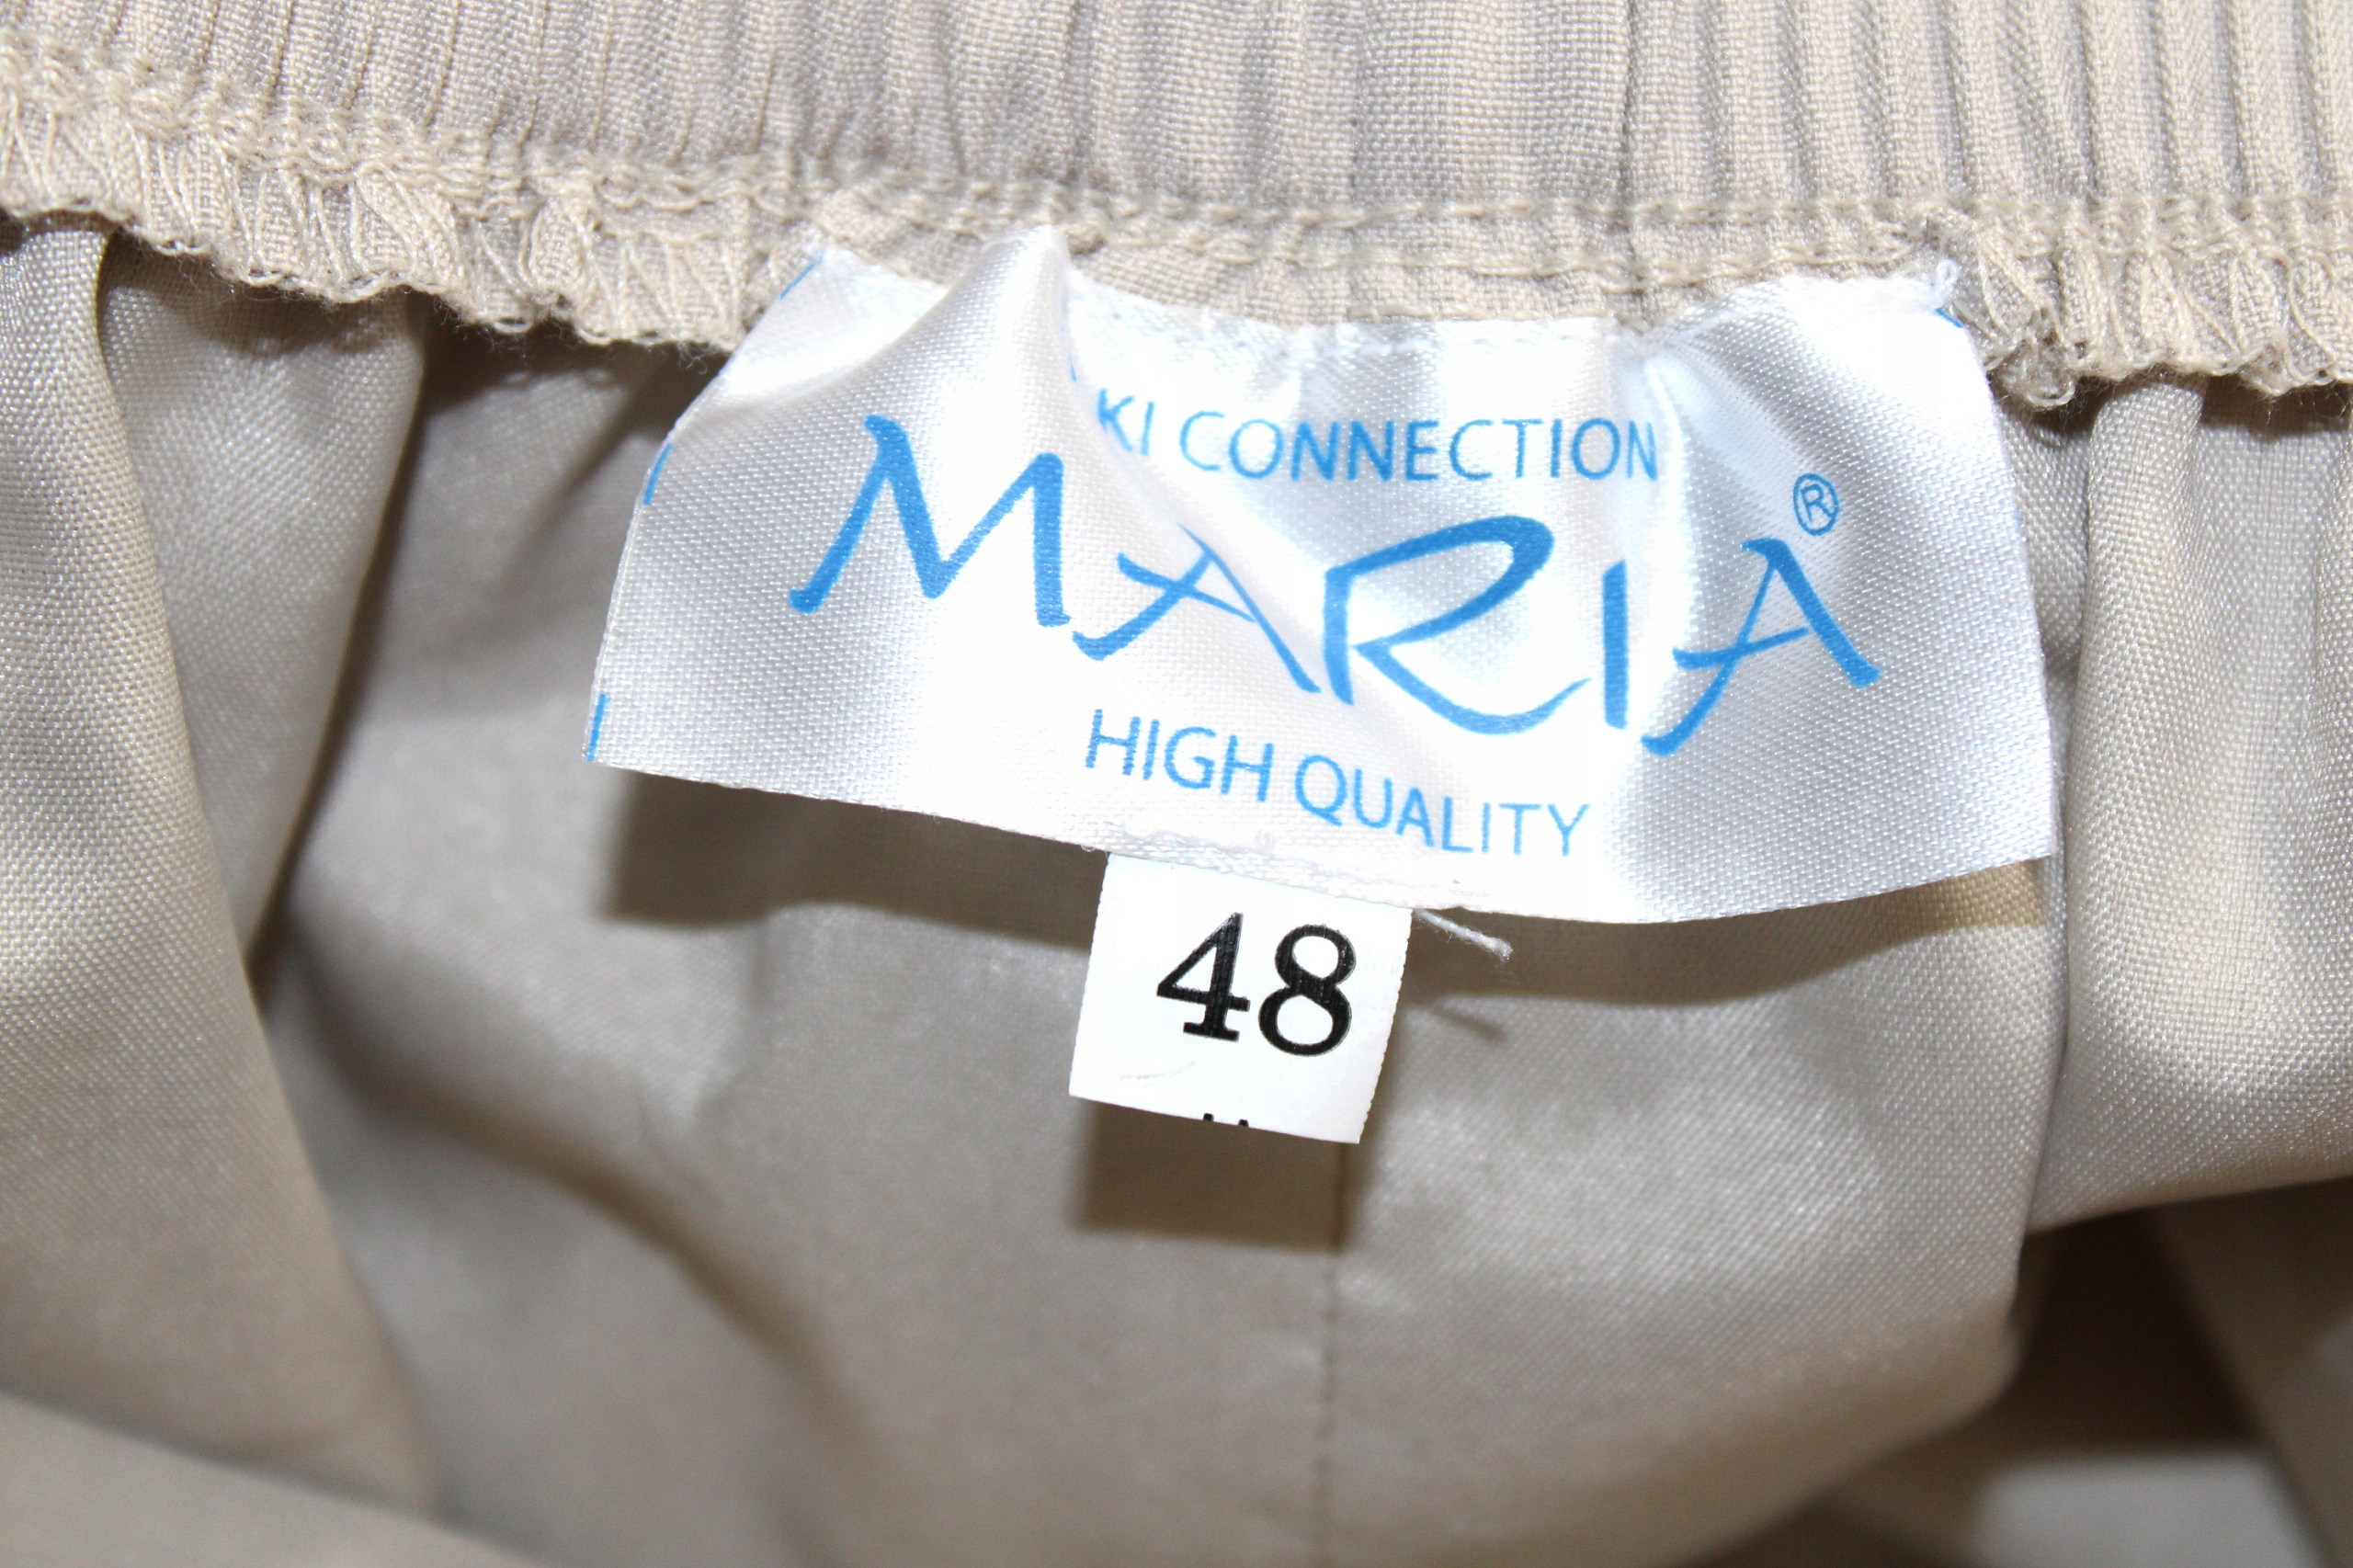 KI CONNECTION
MARIA®
HIGH QUALITY
48